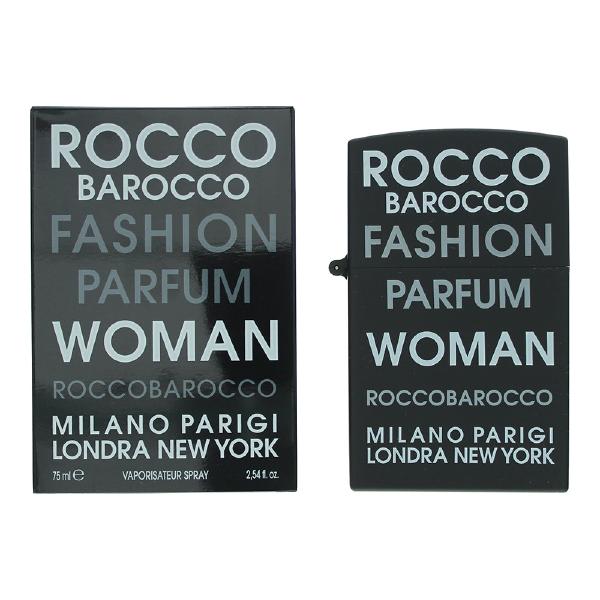 ROCCO
BAROCCO
FASHION
PARFUM
WOMAN
ROCCOBAROCCO
MILANO PARIGI
LONDRA NEW YORK
75 ml ℮ VAPORISATEUR SPRAY 2,54 fl. oz.
ROCCO
BAROCCO
FASHION
PARFUM
WOMAN
ROCCOBAROCCO
MILANO PARIGI
LONDRA NEW YORK